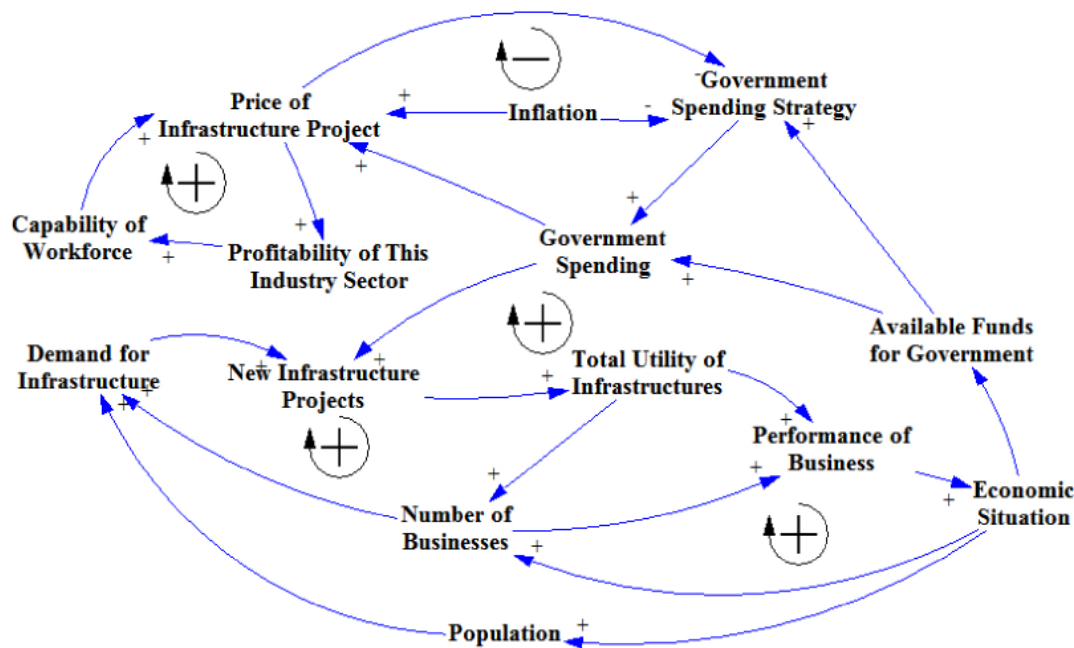 Price of
Infrastructure Project
Inflation
Government
Spending Strategy
Capability of
Workforce
Profitability of This
Industry Sector
Government
Spending
Available Funds
for Government
Demand for
Infrastructure
New Infrastructure
Projects
Total Utility of
Infrastructures
Performance of
Business
Economic
Situation
Number of
Businesses
Population